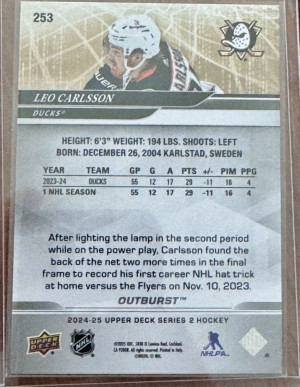 253
LEO CARLSSON
DUCKS®
HEIGHT: 6'3" WEIGHT: 194 LBS. SHOOTS: LEFT
BORN: DECEMBER 26, 2004 KARLSTAD, SWEDEN
YEAR TEAM GP G A PTS +/- PIM PPG
2023-24 DUCKS 55 12 17 29 -11 16 4
1 NHL SEASON 55 12 17 29 -11 16 4
After lighting the lamp in the second period
while on the power play, Carlsson found the
back of the net two more times in the final
frame to record his first career NHL hat trick
at home versus the Flyers on Nov. 10, 2023.
OUTBURST™
2024-25 UPPER DECK SERIES 2 HOCKEY
UPPER DECK
NHL
NHLPA